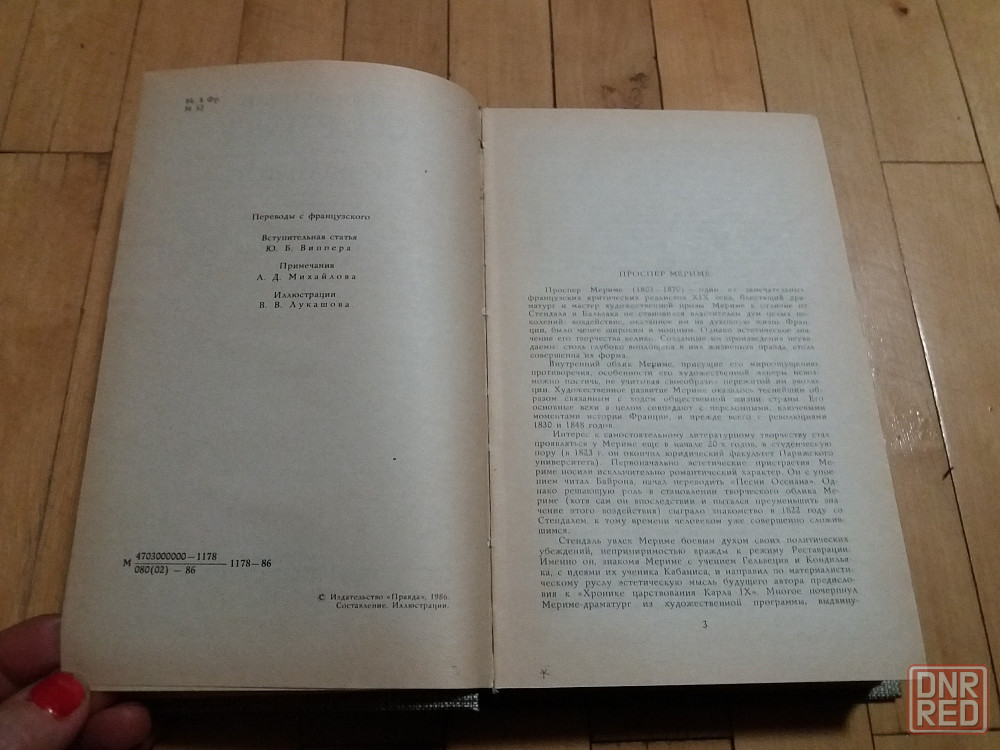 84. 4 Фр.
М 52
Переводы с французского
Вступительная статья
Ю. Б. Виппера
Примечания
А. Д. Михайлова
Иллюстрации
В. В. Лукашова
М 4703000000—1178
080(02) — 86
1178—86
© Издательство «Правда», 1986.
Составление. Иллюстрации.
ПРОСПЕР МЕРИМЕ
Проспер Мериме (1803—1870) — один из замечательных
французских критических реалистов XIX века, блестящий дра-
матург и мастер художественной прозы. Мериме в отличие от
Стендаля и Бальзака не становился властителем дум целых по-
колений: воздействие, оказанное им на духовную жизнь Фран-
ции, было менее широким и мощным. Однако эстетическое зна-
чение его творчества велико. Созданные им произведения неувя-
даемы: столь глубоко воплощена в них жизненная правда, столь
совершенна их форма.
Внутренний облик Мериме, присущие его мироощущению
противоречия, особенности его художественной манеры невоз-
можно постичь, не учитывая своеобразия пережитой им эволю-
ции. Художественное развитие Мериме оказалось теснейшим об-
разом связанным с ходом общественной жизни страны. Его
основные вехи в целом совпадают с переломными, ключевыми
моментами истории Франции, и прежде всего с революциями
1830 и 1848 годов.
Интерес к самостоятельному литературному творчеству стал
проявляться у Мериме еще в начале 20-х годов, в студенческую
пору (в 1823 г. он окончил юридический факультет Парижского
университета). Первоначально эстетические пристрастия Ме-
риме носили исключительно романтический характер. Он с упо-
ением читал Байрона, начал переводить «Песни Оссиана». Од-
нако решающую роль в становлении творческого облика Ме-
риме (хотя сам он впоследствии и пытался преуменьшить зна-
чение этого воздействия) сыграло знакомство в 1822 году со
Стендалем, к тому времени человеком уже совершенно сложив-
шимся.
Стендаль увлек Мериме боевым духом своих политических
убеждений, непримиримостью вражды к режиму Реставрации.
Именно он, знакомя Мериме с учением Гельвеция и Кондилья-
ка, с идеями их ученика Кабаниса, и направил по материалисти-
ческому руслу эстетическую мысль будущего автора предисло-
вия к «Хронике царствования Карла IX». Многое почерпнул
Мериме-драматург из художественной программы, выдвину-
3
DNR
RED